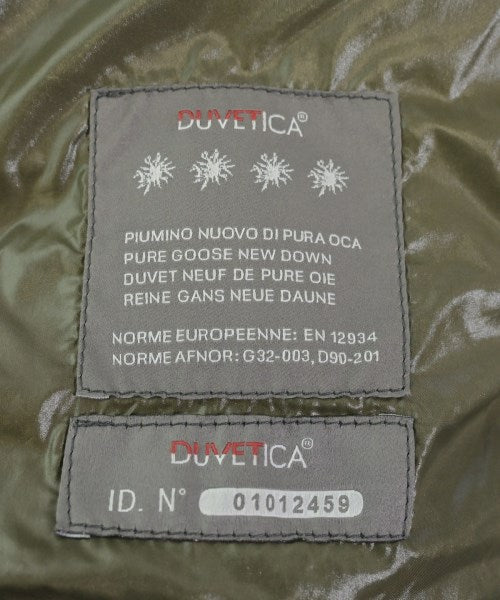 DUVETICA®
PIUMINO NUOVO DI PURA OCA
PURE GOOSE NEW DOWN
DUVET NEUF DE PURE OIE
REINE GANS NEUE DAUNE
NORME EUROPEENNE: EN 12934
NORME AFNOR: G32-003, D90-201
DUVETICA®
ID. N° 01012459